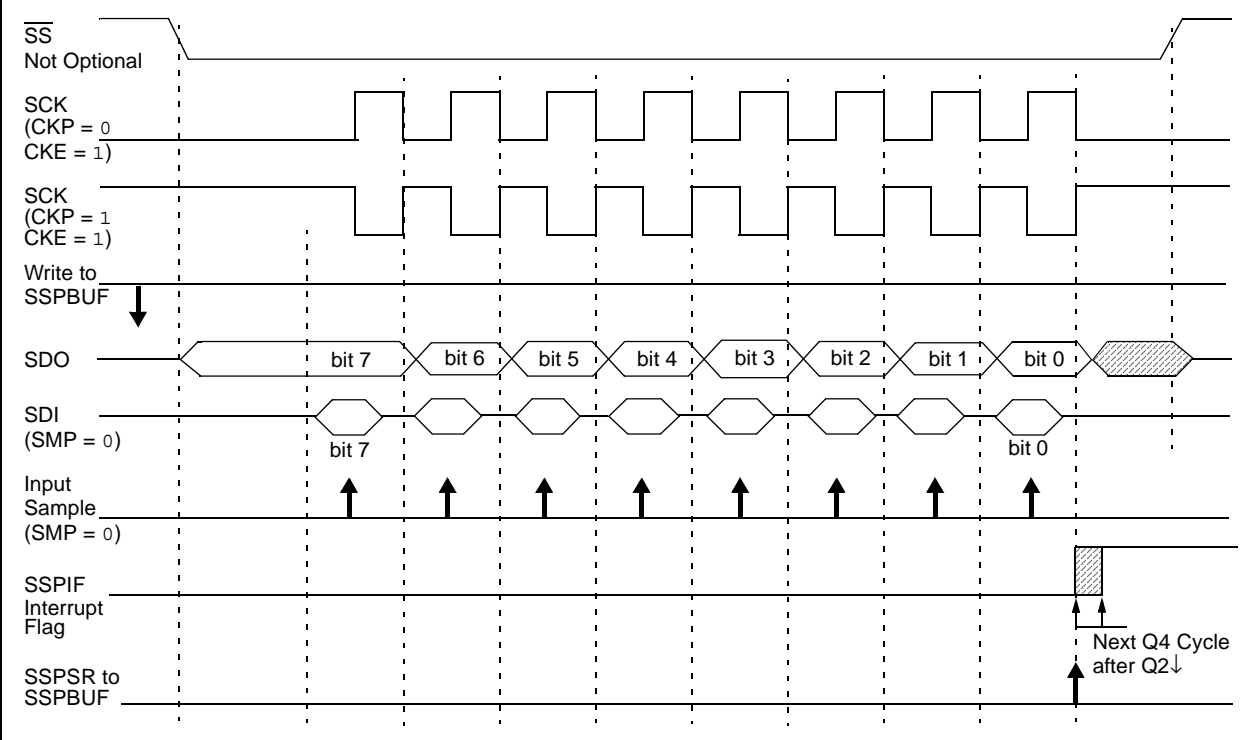 SS
Not Optional
SCK
(CKP = 0
CKE = 1)
SCK
(CKP = 1
CKE = 1)
Write to
SSPBUF
SDO
bit 7
bit 6
bit 5
bit 4
bit 3
bit 2
bit 1
bit 0
SDI
(SMP = 0)
bit 7
bit 0
Input
Sample
(SMP = 0)
SSPIF
Interrupt
Flag
Next Q4 Cycle
after Q2↓
SSPSR to
SSPBUF